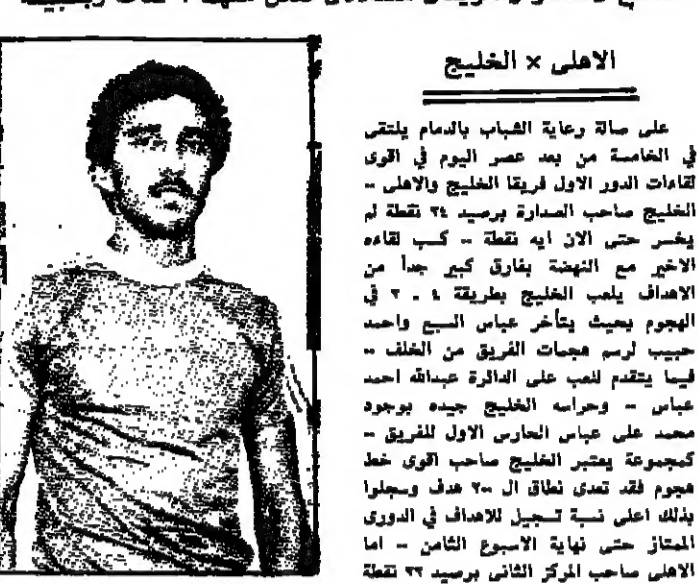 الاهلى × الخليج
على صالة رعاية الشباب بالدمام يلتقى
في الخامسة من بعد عصر اليوم في اقوى
لقاءات الدور الاول فريقا الخليج والاهلى ..
الخليج صاحب الصدارة برصيد ٢٤ نقطة لم
يخسر حتى الان ايه نقطة .. كسب لقاءه
الاخير مع النهضة بفارق كبير جداً من
الاهداف يلعب الخليج بطريقة ٤ ـ ٢ في
الهجوم بحيث يتأخر عباس السبع واحمد
حبيب لرسم هجمات الفريق من الخلف ..
فيما يتقدم للعب على الدائرة عبدالله احمد
عباس .. وحراسه الخليج جيده بوجود
محمد على عباس الحارس الاول للفريق ..
كمجموعة يعتبر الخليج صاحب اقوى خط
هجوم فقد تعدى نطاق ال ٢٠٠ هدف وسجلوا
بذلك اعلى نسبة تسجيل للاهداف في الدورى
الممتاز حتى نهاية الاسبوع الثامن .. اما
الاهلى صاحب المركز الثانى برصيد ٢٢ نقطة